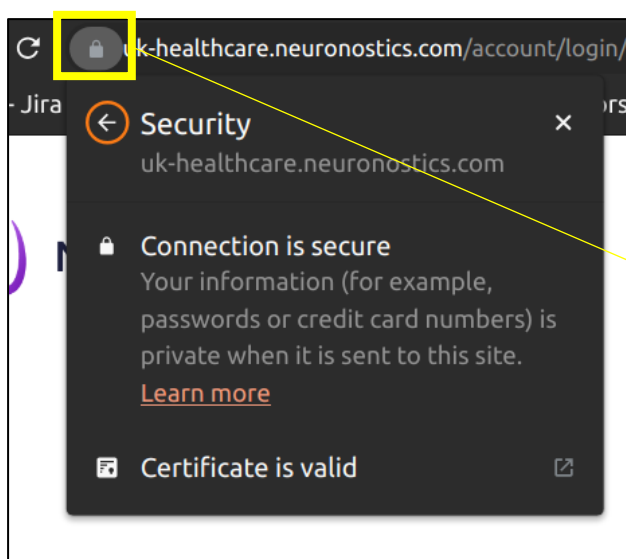 uk-healthcare.neuronostics.com/account/login/
- Jira
Security
uk-healthcare.neuronostics.com
Connection is secure
Your information (for example,
passwords or credit card numbers) is
private when it is sent to this site.
Learn more
Certificate is valid